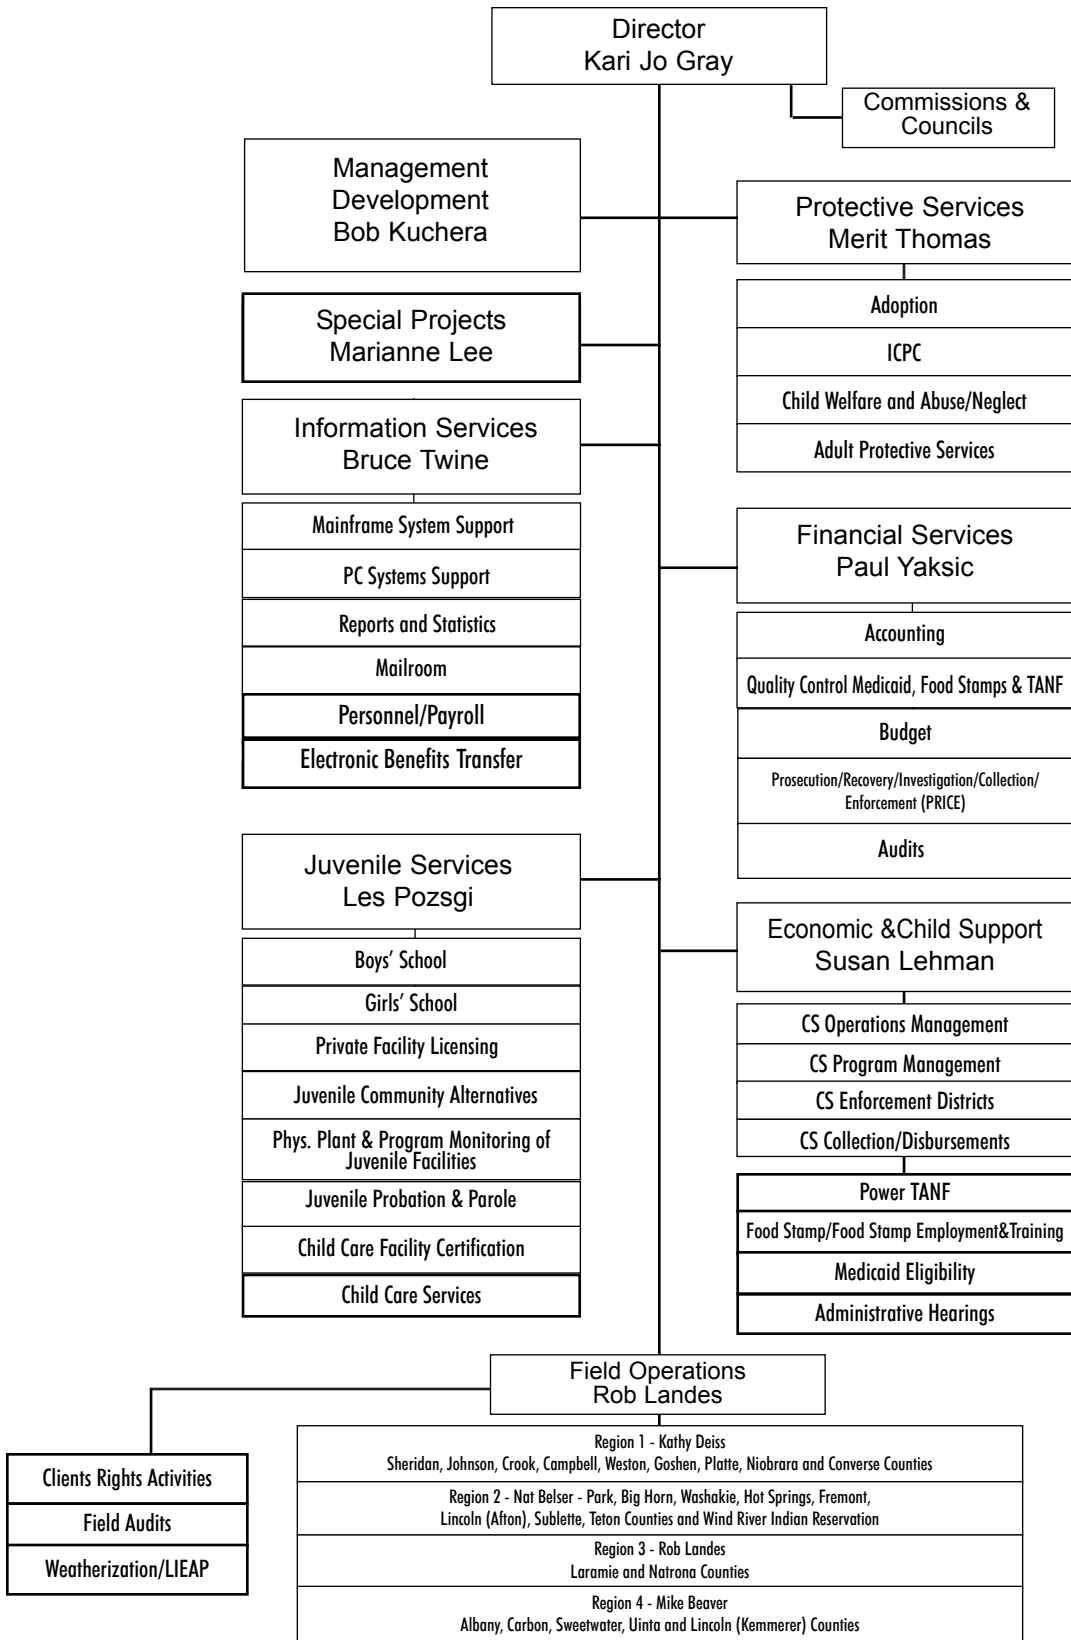 Director
Kari Jo Gray
Commissions &
Councils
Management
Development
Bob Kuchera
Protective Services
Merit Thomas
Adoption
ICPC
Child Welfare and Abuse/Neglect
Adult Protective Services
Special Projects
Marianne Lee
Information Services
Bruce Twine
Mainframe System Support
PC Systems Support
Reports and Statistics
Mailroom
Personnel/Payroll
Electronic Benefits Transfer
Financial Services
Paul Yaksic
Accounting
Quality Control Medicaid, Food Stamps & TANF
Budget
Prosecution/Recovery/Investigation/Collection/
Enforcement (PRICE)
Audits
Juvenile Services
Les Pozsgi
Boys' School
Girls' School
Private Facility Licensing
Juvenile Community Alternatives
Phys. Plant & Program Monitoring of
Juvenile Facilities
Juvenile Probation & Parole
Child Care Facility Certification
Child Care Services
Economic &Child Support
Susan Lehman
CS Operations Management
CS Program Management
CS Enforcement Districts
CS Collection/Disbursements
Power TANF
Food Stamp/Food Stamp Employment&Training
Medicaid Eligibility
Administrative Hearings
Field Operations
Rob Landes
Clients Rights Activities
Field Audits
Weatherization/LIEAP
Region 1 - Kathy Deiss
Sheridan, Johnson, Crook, Campbell, Weston, Goshen, Platte, Niobrara and Converse Counties
Region 2 - Nat Belser - Park, Big Horn, Washakie, Hot Springs, Fremont,
Lincoln (Afton), Sublette, Teton Counties and Wind River Indian Reservation
Region 3 - Rob Landes
Laramie and Natrona Counties
Region 4 - Mike Beaver
Albany, Carbon, Sweetwater, Uinta and Lincoln (Kemmerer) Counties